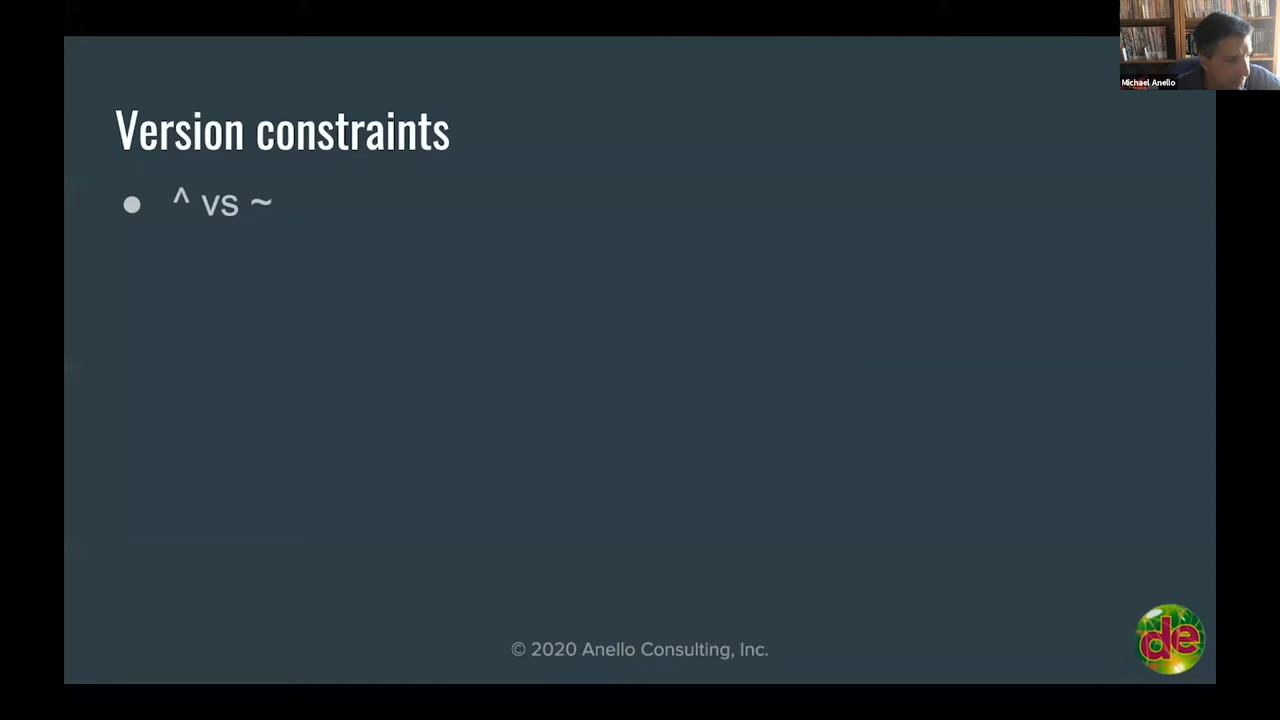 Michael Anello
Version constraints
● ^ vs ~
© 2020 Anello Consulting, Inc.
de